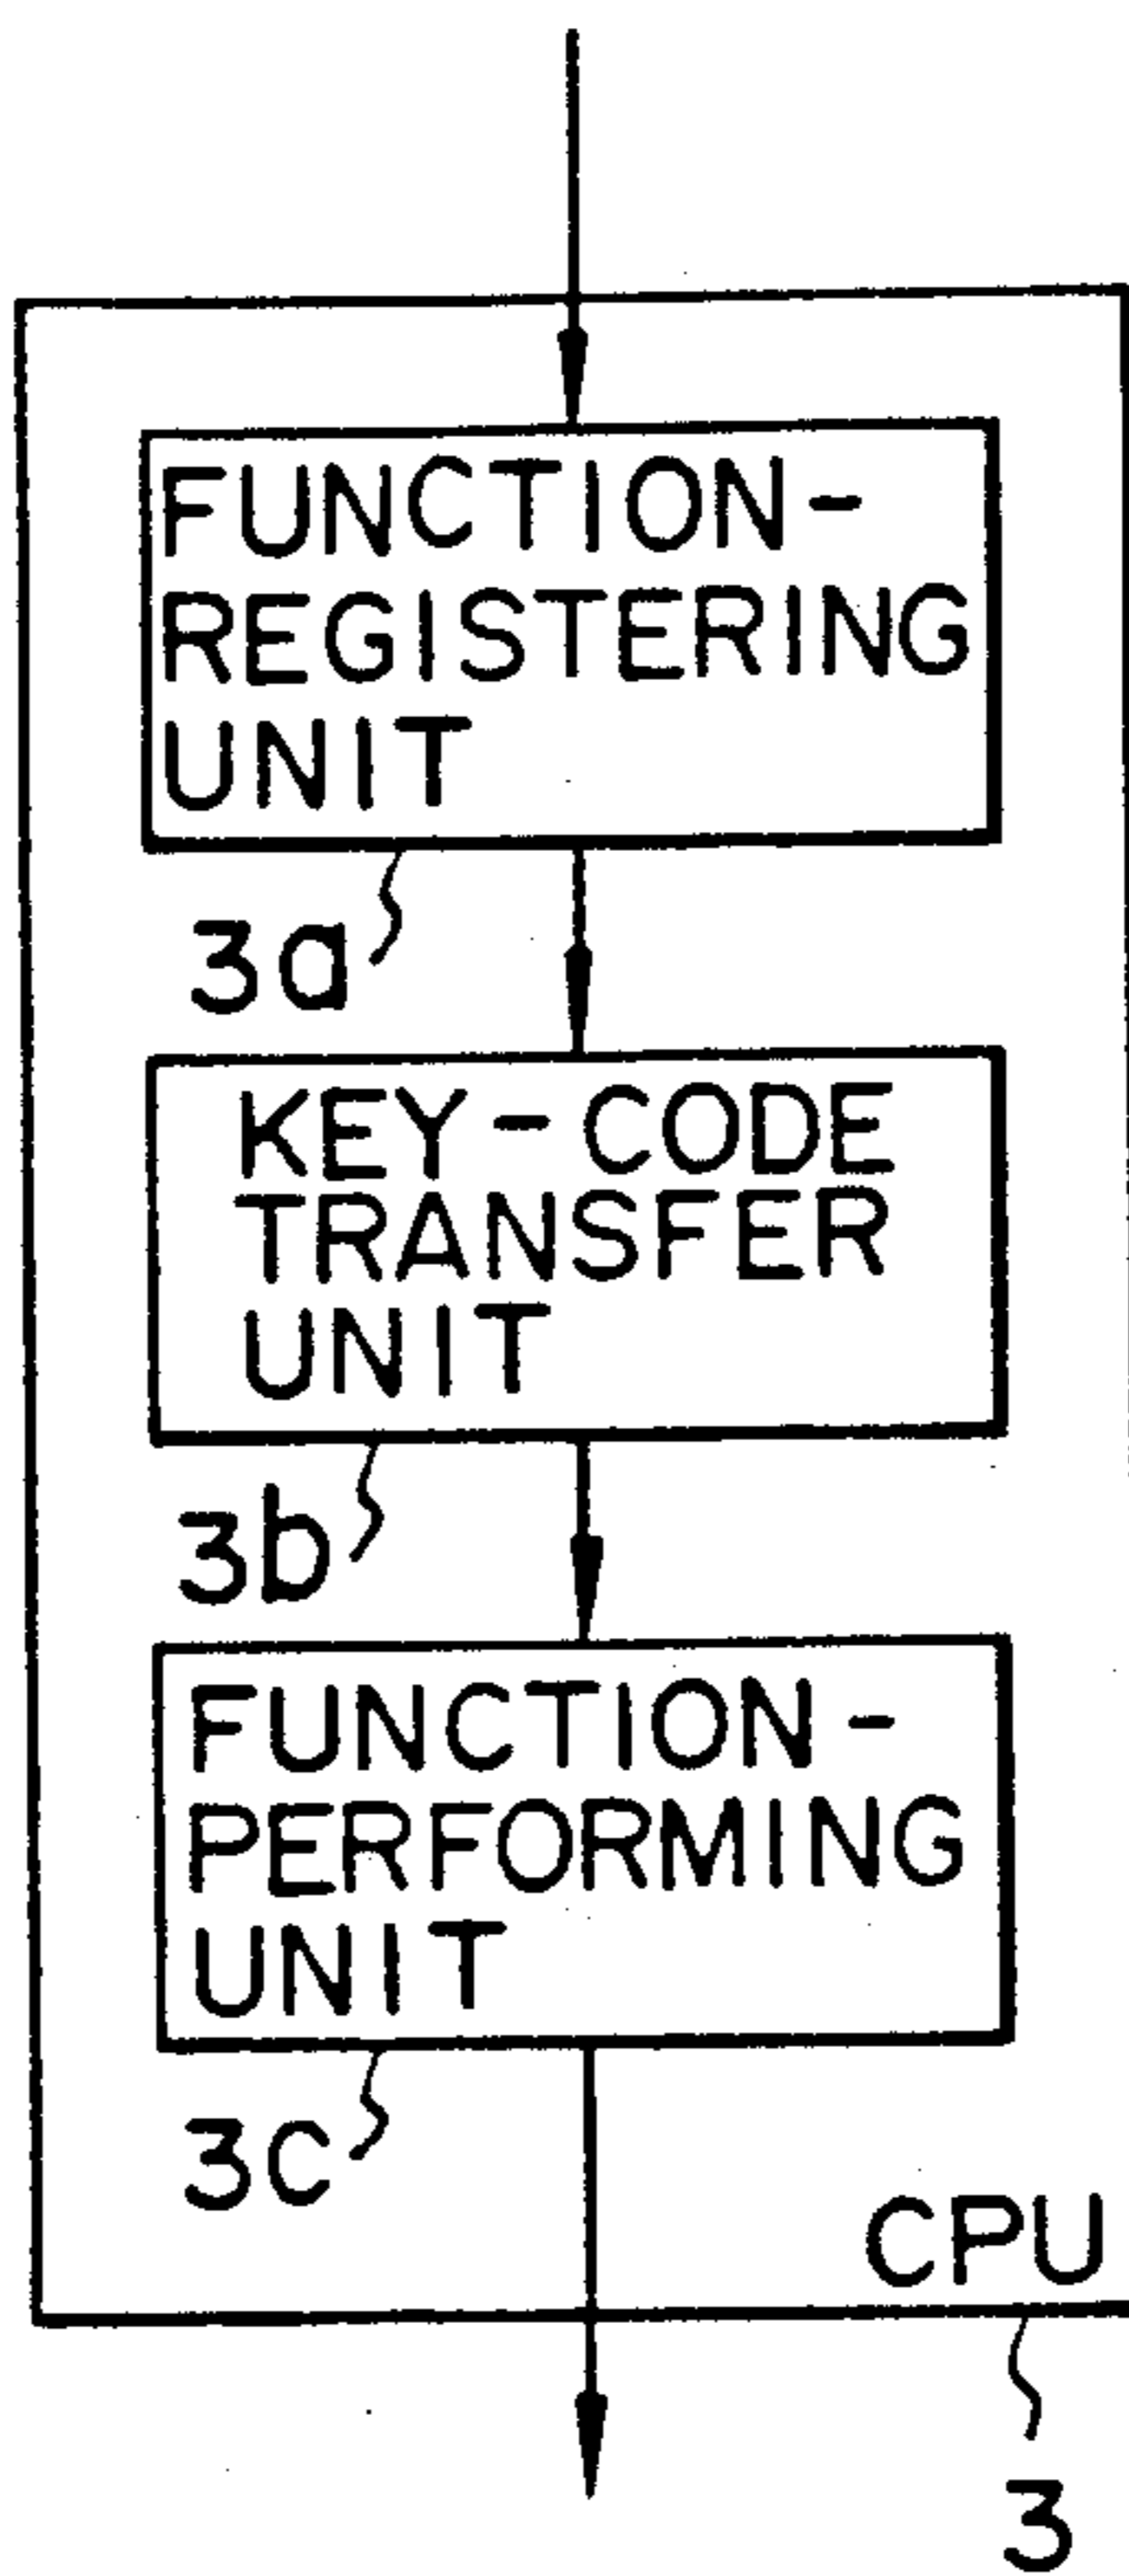 FUNCTION-
REGISTERING
UNIT
3a
KEY-CODE
TRANSFER
UNIT
3b
FUNCTION-
PERFORMING
UNIT
3c
CPU
3